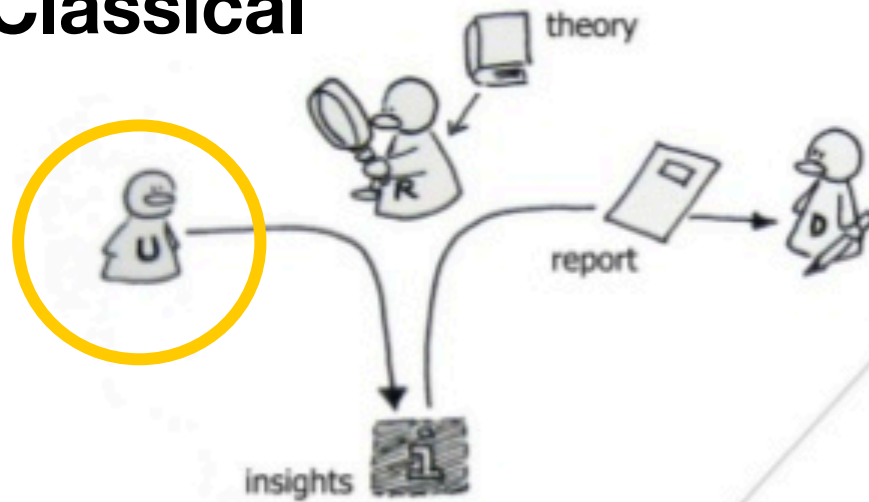 Classical
theory
R
U
D
report
insights
i